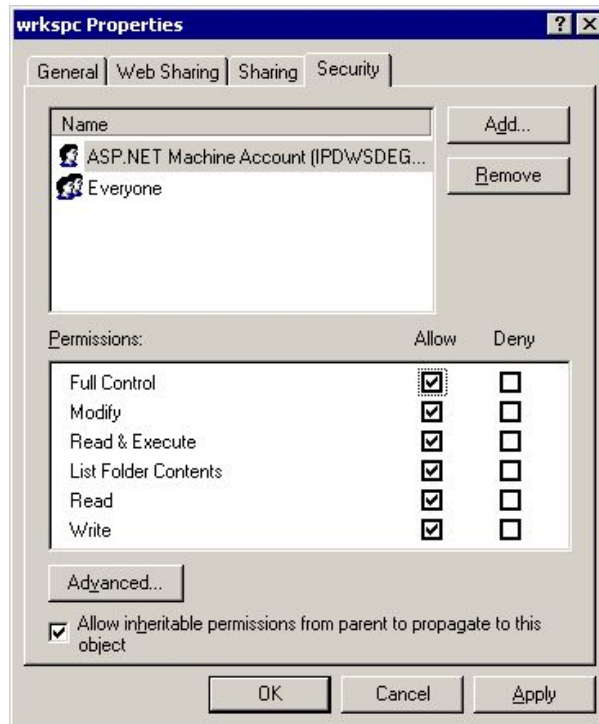 wrkspc Properties
General Web Sharing Sharing Security
Name
Add...
ASP.NET Machine Account (IPDWSDEG...
Remove
Everyone
Permissions: Allow Deny
Full Control
Modify
Read & Execute
List Folder Contents
Read
Write
Advanced...
Allow inheritable permissions from parent to propagate to this
object
OK Cancel Apply